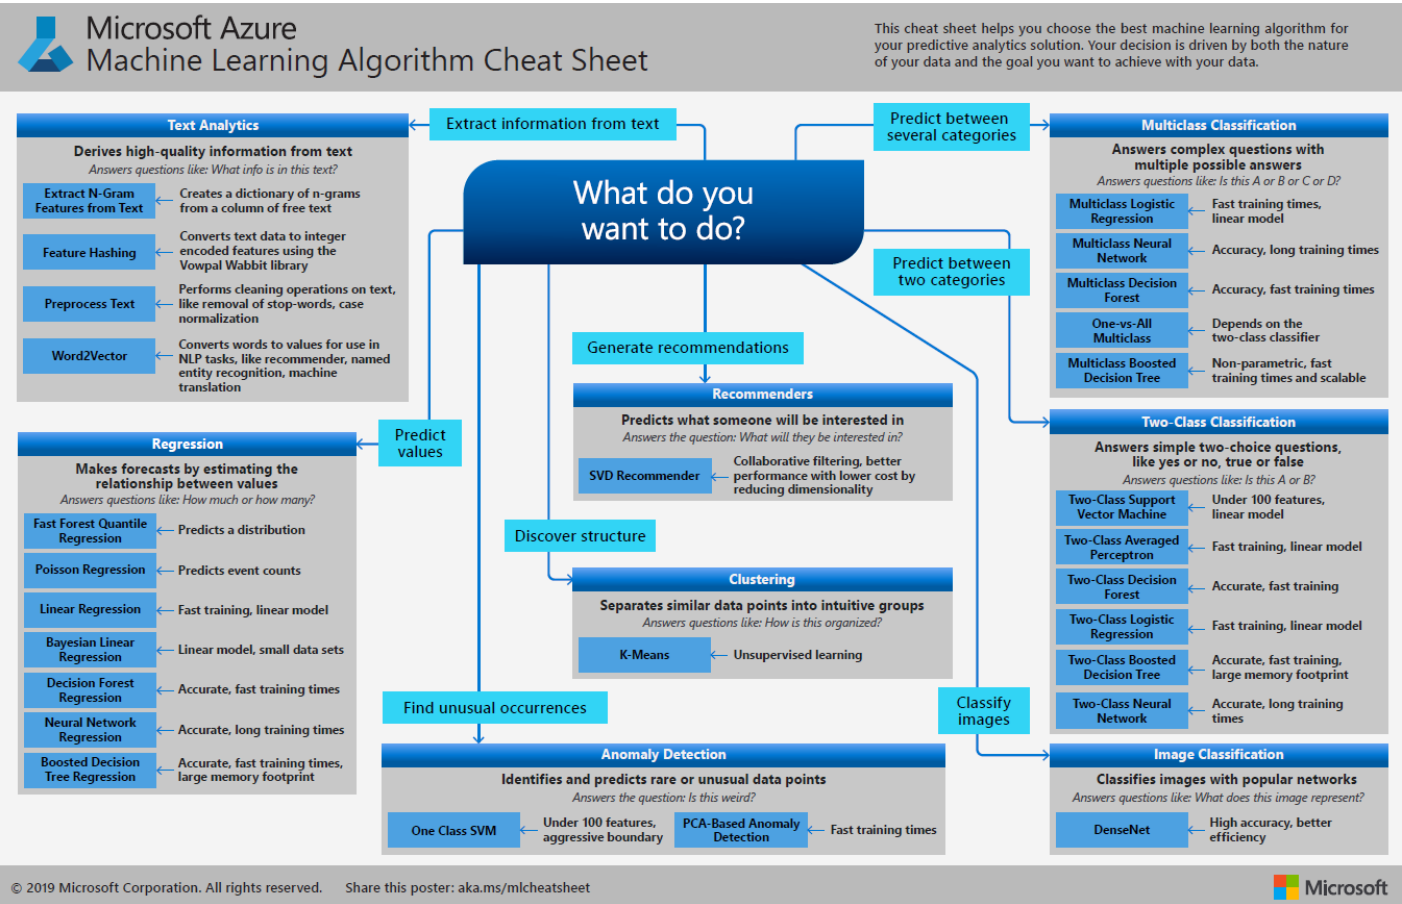 Microsoft Azure
Machine Learning Algorithm Cheat Sheet
This cheat sheet helps you choose the best machine learning algorithm for
your predictive analytics solution. Your decision is driven by both the nature
of your data and the goal you want to achieve with your data.
What do you
want to do?
Extract information from text
Text Analytics
Derives high-quality information from text
Answers questions like: What info is in this text?
Extract N-Gram
Features from Text
Creates a dictionary of n-grams
from a column of free text
Feature Hashing
Converts text data to integer
encoded features using the
Vowpal Wabbit library
Preprocess Text
Performs cleaning operations on text,
like removal of stop-words, case
normalization
Word2Vector
Converts words to values for use in
NLP tasks, like recommender, named
entity recognition, machine
translation
Predict
values
Regression
Makes forecasts by estimating the
relationship between values
Answers questions like: How much or how many?
Fast Forest Quantile
Regression
Predicts a distribution
Poisson Regression
Predicts event counts
Linear Regression
Fast training, linear model
Bayesian Linear
Regression
Linear model, small data sets
Decision Forest
Regression
Accurate, fast training times
Neural Network
Regression
Accurate, long training times
Boosted Decision
Tree Regression
Accurate, fast training times,
large memory footprint
Generate recommendations
Recommenders
Predicts what someone will be interested in
Answers the question: What will they be interested in?
SVD Recommender
Collaborative filtering, better
performance with lower cost by
reducing dimensionality
Discover structure
Clustering
Separates similar data points into intuitive groups
Answers questions like: How is this organized?
K-Means
Unsupervised learning
Find unusual occurrences
Anomaly Detection
Identifies and predicts rare or unusual data points
Answers the question: Is this weird?
One Class SVM
Under 100 features,
aggressive boundary
PCA-Based Anomaly
Detection
Fast training times
Predict between
several categories
Multiclass Classification
Answers complex questions with
multiple possible answers
Answers questions like: Is this A or B or C or D?
Multiclass Logistic
Regression
Fast training times,
linear model
Multiclass Neural
Network
Accuracy, long training times
Multiclass Decision
Forest
Accuracy, fast training times
One-vs-All
Multiclass
Depends on the
two-class classifier
Multiclass Boosted
Decision Tree
Non-parametric, fast
training times and scalable
Predict between
two categories
Two-Class Classification
Answers simple two-choice questions,
like yes or no, true or false
Answers questions like: Is this A or B?
Two-Class Support
Vector Machine
Under 100 features,
linear model
Two-Class Averaged
Perceptron
Fast training, linear model
Two-Class Decision
Forest
Accurate, fast training
Two-Class Logistic
Regression
Fast training, linear model
Two-Class Boosted
Decision Tree
Accurate, fast training,
large memory footprint
Two-Class Neural
Network
Accurate, long training
times
Classify
images
Image Classification
Classifies images with popular networks
Answers questions like: What does this image represent?
DenseNet
High accuracy, better
efficiency
© 2019 Microsoft Corporation. All rights reserved.
Share this poster: aka.ms/mlcheatsheet
Microsoft